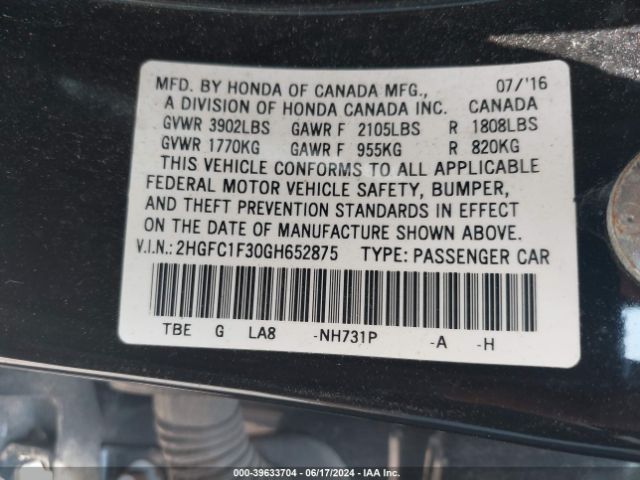 MFD. BY HONDA OF CANADA MFG., 07/'16
A DIVISION OF HONDA CANADA INC. CANADA
GVWR 3902LBS GAWR F 2105LBS R 1808LBS
GVWR 1770KG GAWR F 955KG R 820KG
THIS VEHICLE CONFORMS TO ALL APPLICABLE
FEDERAL MOTOR VEHICLE SAFETY, BUMPER,
AND THEFT PREVENTION STANDARDS IN EFFECT
ON THE DATE OF MANUFACTURE SHOWN ABOVE.
V.I.N.: 2HGFC1F30GH652875 TYPE: PASSENGER CAR
TBE G LA8 -NH731P -A -H
000-39633704 - 06/17/2024 - IAA Inc.